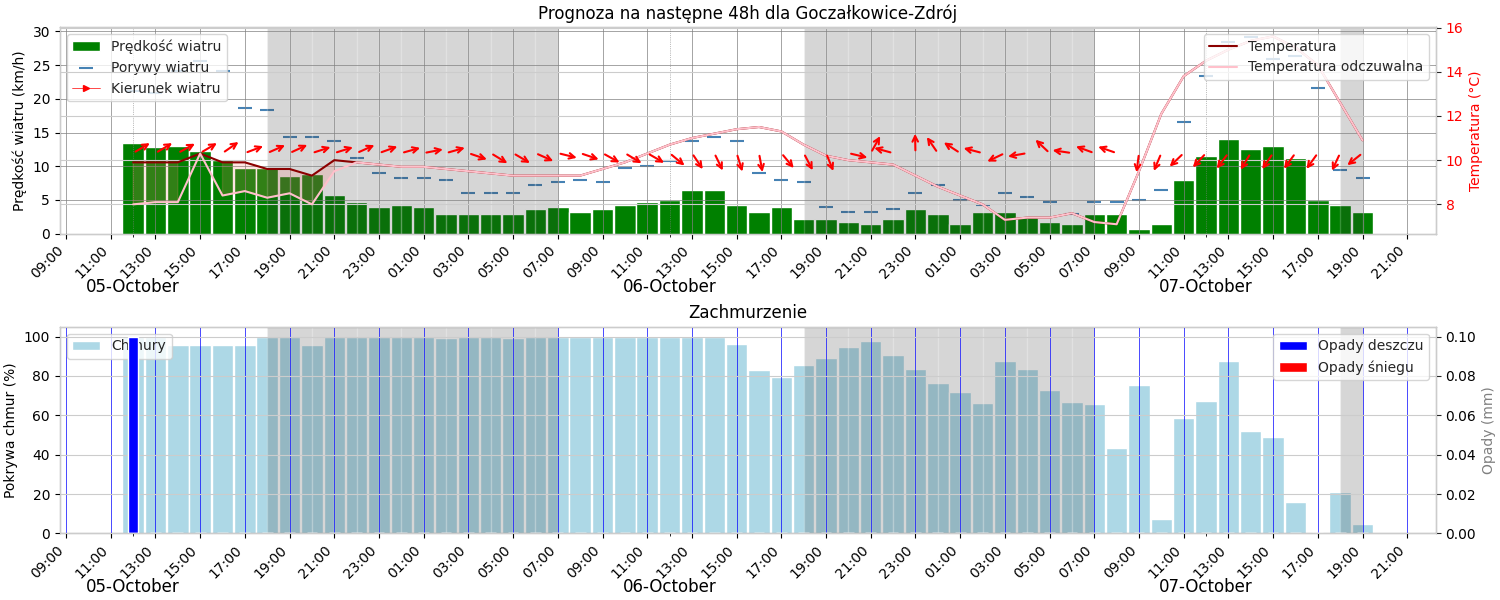 Prognoza na następne 48h dla Goczałkowice-Zdrój
Prędkość wiatru (km/h)
30
25
20
15
10
5
0
Prędkość wiatru
Porywy wiatru
Kierunek wiatru
Temperatura
Temperatura odczuwalna
16
14
12
10
8
Temperatura (°C)
09:00 11:00 13:00 15:00 17:00 19:00 21:00 23:00 01:00 03:00 05:00 07:00 09:00 11:00 13:00 15:00 17:00 19:00 21:00 23:00 01:00 03:00 05:00 07:00 09:00 11:00 13:00 15:00 17:00 19:00 21:00
05-October 06-October 07-October
Zachmurzenie
Pokrywa chmur (%)
100
80
60
40
20
0
Chmury
Opady deszczu
Opady śniegu
0.10
0.08
0.06
0.04
0.02
0.00
Opady (mm)
09:00 11:00 13:00 15:00 17:00 19:00 21:00 23:00 01:00 03:00 05:00 07:00 09:00 11:00 13:00 15:00 17:00 19:00 21:00 23:00 01:00 03:00 05:00 07:00 09:00 11:00 13:00 15:00 17:00 19:00 21:00
05-October 06-October 07-October